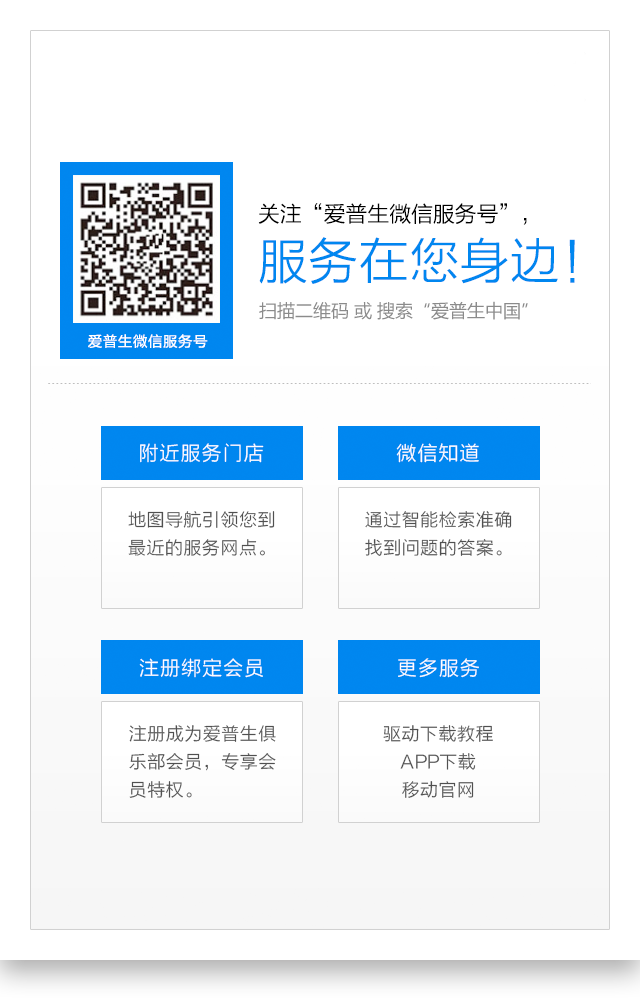 关注“爱普生微信服务号”，
服务在您身边！
扫描二维码 或 搜索“爱普生中国”
爱普生微信服务号
附近服务门店
地图导航引领您到
最近的服务网点。
微信知道
通过智能检索准确
找到问题的答案。
注册绑定会员
注册成为爱普生俱
乐部会员，专享会
员特权。
更多服务
驱动下载教程
APP下载
移动官网